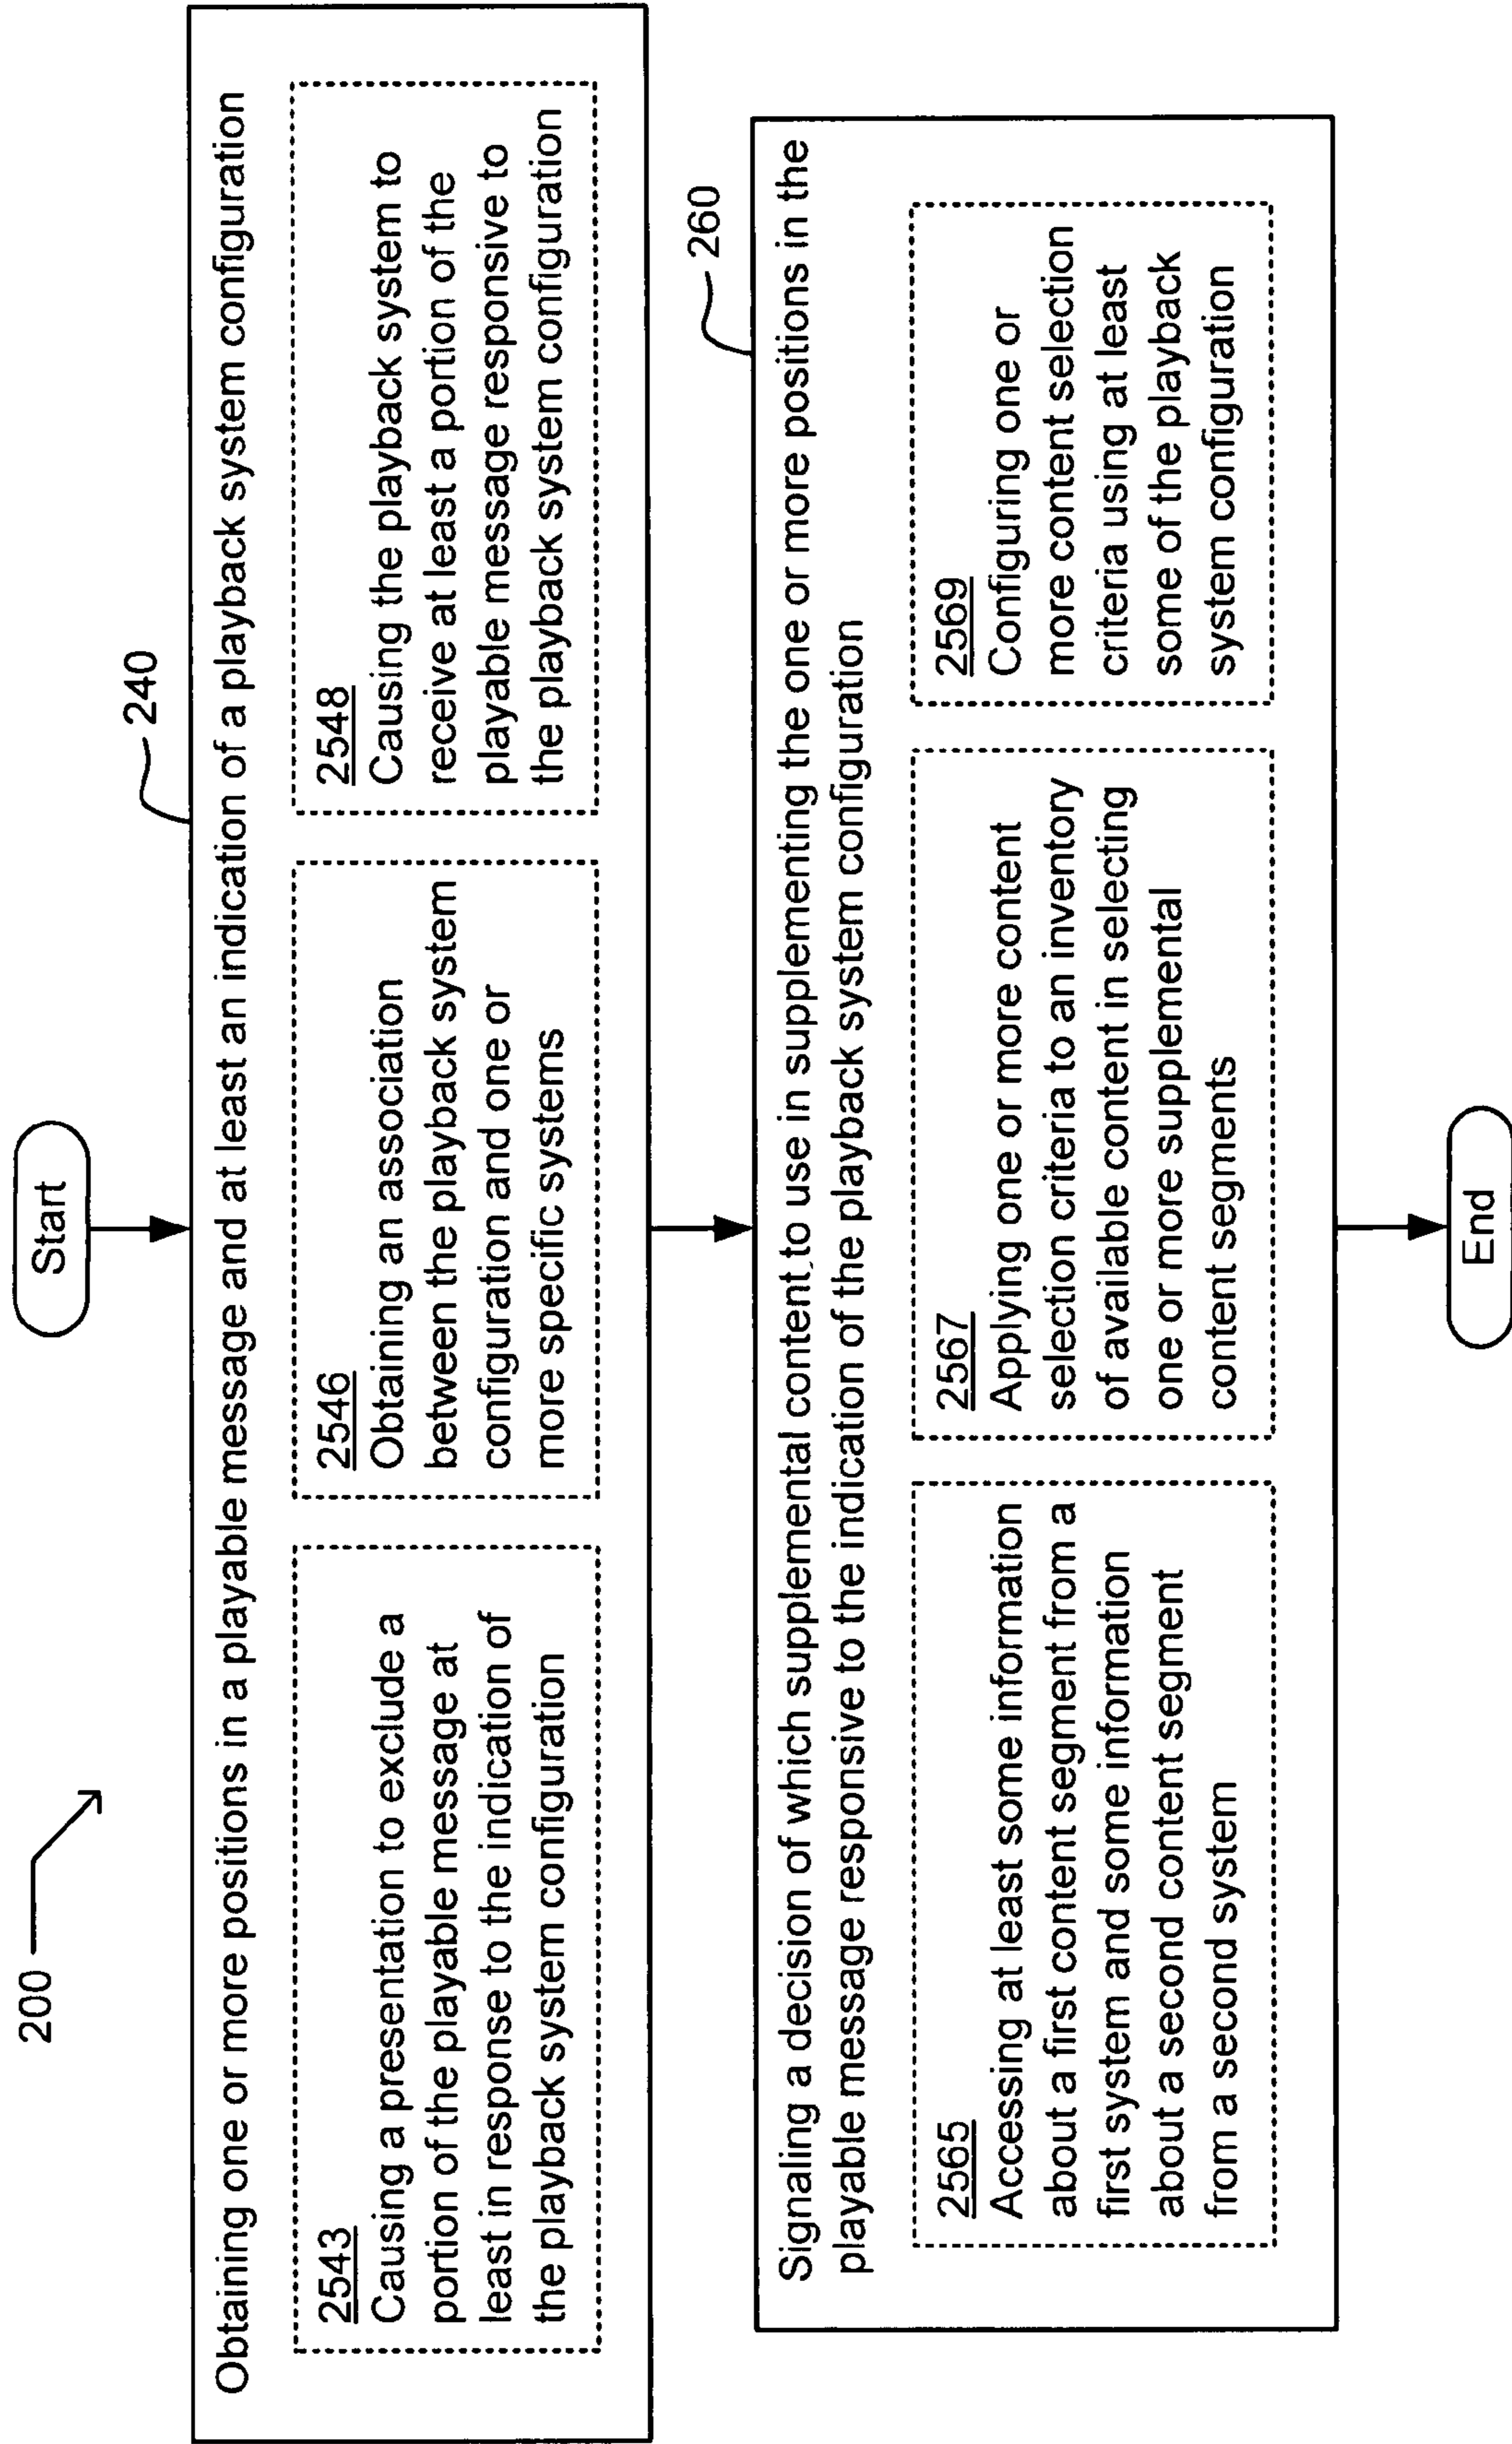 200
Start
240
Obtaining one or more positions in a playable message and at least an indication of a playback system configuration
2543
Causing a presentation to exclude a
portion of the playable message at
least in response to the indication of
the playback system configuration
2546
Obtaining an association
between the playback system
configuration and one or
more specific systems
2548
Causing the playback system to
receive at least a portion of the
playable message responsive to
the playback system configuration
260
Signaling a decision of which supplemental content to use in supplementing the one or more positions in the
playable message responsive to the indication of the playback system configuration
2565
Accessing at least some information
about a first content segment from a
first system and some information
about a second content segment
from a second system
2567
Applying one or more content
selection criteria to an inventory
of available content in selecting
one or more supplemental
content segments
2569
Configuring one or
more content selection
criteria using at least
some of the playback
system configuration
End